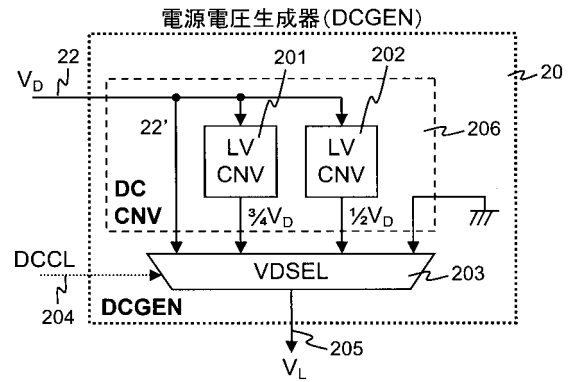 電源電圧生成器(DCGEN)
22
201
202
20
V_D
22'
LV
CNV
LV
CNV
206
DC
CNV
¾V_D
½V_D
DCCL
VDSEL
203
204
DCGEN
205
V_L